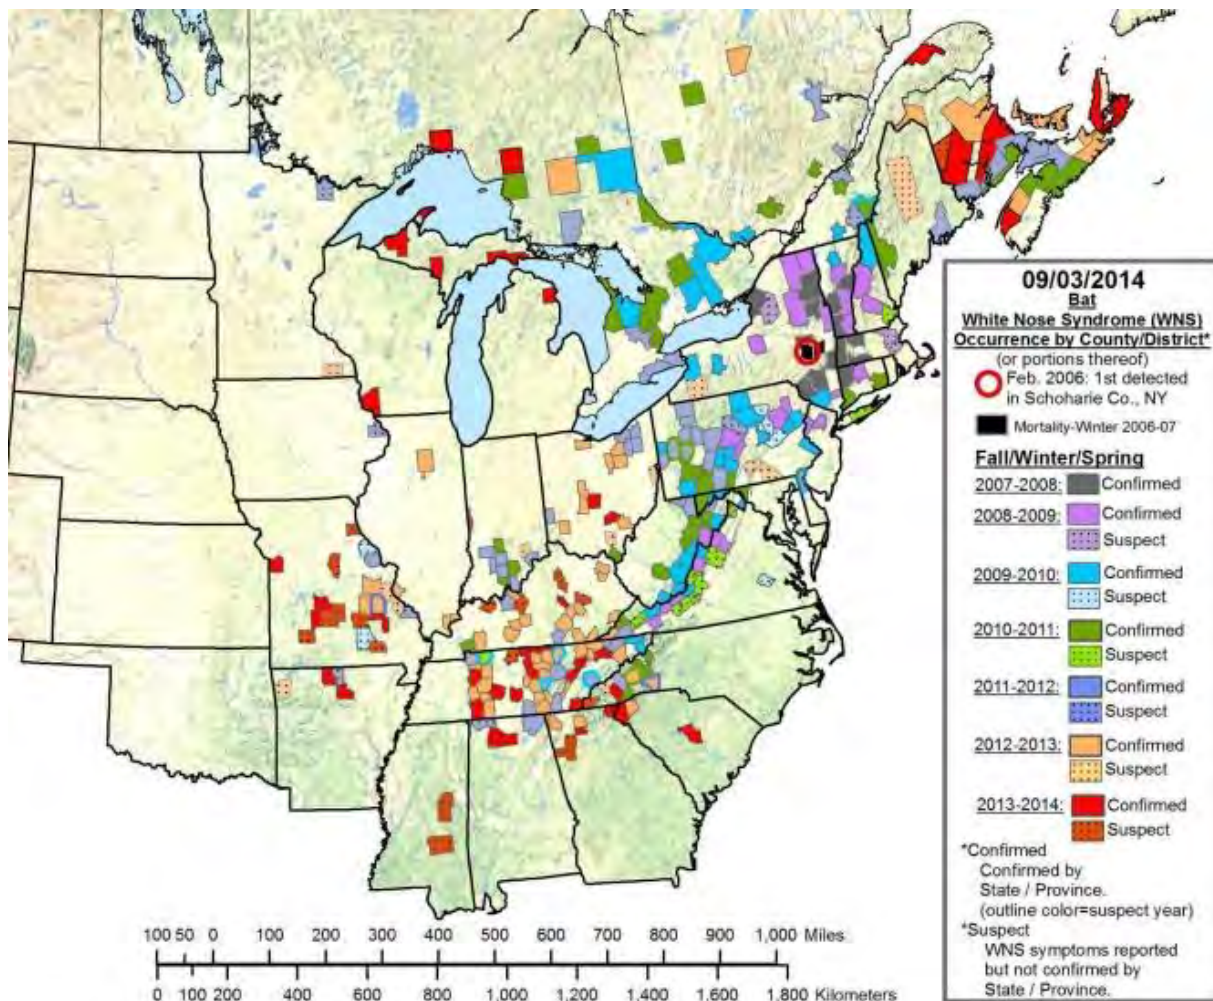 09/03/2014
Bat
White Nose Syndrome (WNS)
Occurrence by County/District*
(or portions thereof)
Feb. 2006: 1st detected
in Schoharie Co., NY
Mortality-Winter 2006-07
Fall/Winter/Spring
2007-2008: Confirmed
2008-2009: Confirmed
Suspect
2009-2010: Confirmed
Suspect
2010-2011: Confirmed
Suspect
2011-2012: Confirmed
Suspect
2012-2013: Confirmed
Suspect
2013-2014: Confirmed
Suspect
*Confirmed
Confirmed by
State / Province.
(outline color=suspect year)
*Suspect
WNS symptoms reported
but not confirmed by
State / Province.
100 50 0 100 200 300 400 500 600 700 800 900 1,000 Miles
0 100 200 400 600 800 1,000 1,200 1,400 1,600 1,800 Kilometers